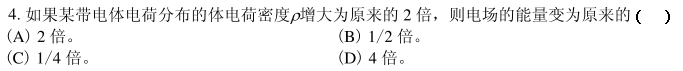 4. 如果某带电体电荷分布的体电荷密度ρ增大为原来的 2 倍，则电场的能量变为原来的（ ）
(A) 2 倍。 (B) 1/2 倍。
(C) 1/4 倍。 (D) 4 倍。